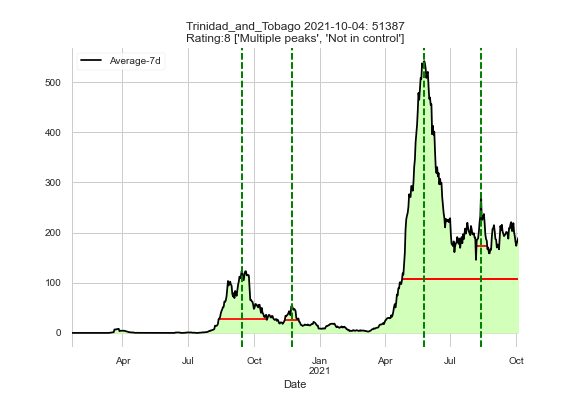 Trinidad_and_Tobago 2021-10-04: 51387
Rating:8 ['Multiple peaks', 'Not in control']
Average-7d
500
400
300
200
100
0
Apr
Jul
Oct
Jan
2021
Apr
Jul
Oct
Date